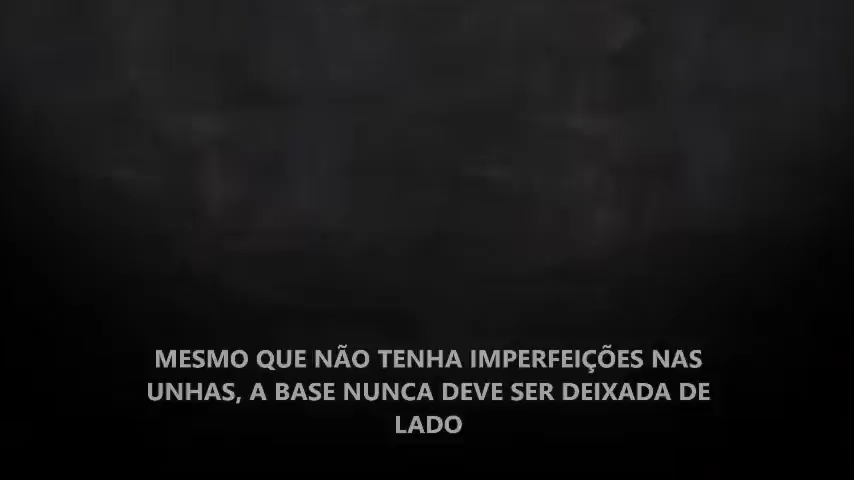 MESMO QUE NÃO TENHA IMPERFEIÇÕES NAS
UNHAS, A BASE NUNCA DEVE SER DEIXADA DE
LADO